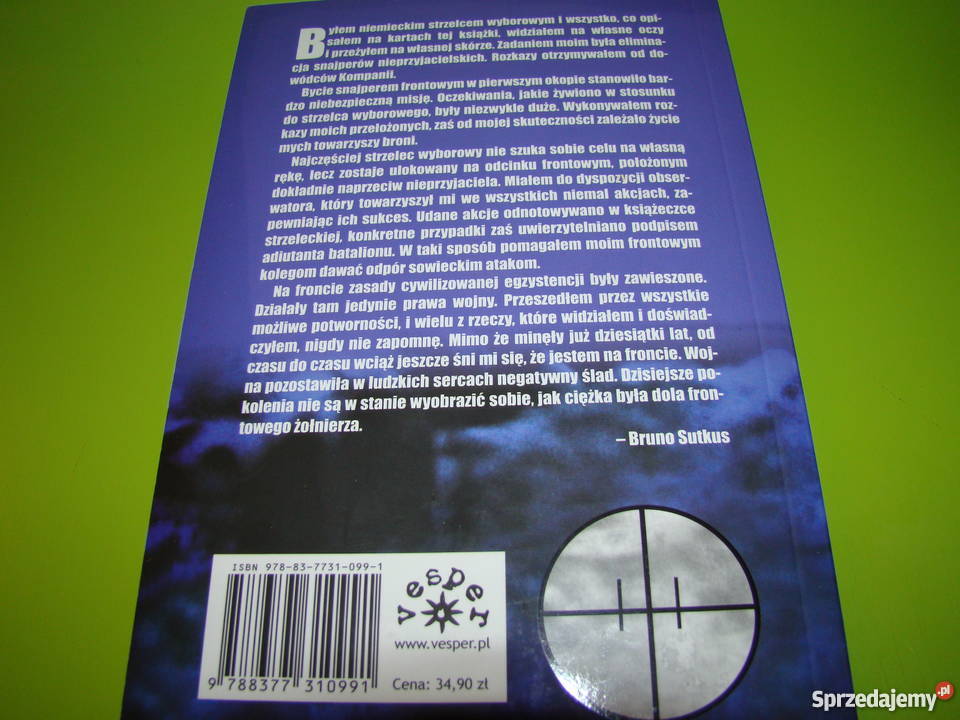 Byłem niemieckim strzelcem wyborowym i wszystko, co opi-
sałem na kartach tej książki, widziałem na własne oczy
i przeżyłem na własnej skórze. Zadaniem moim była elimina-
cja snajperów nieprzyjacielskich. Rozkazy otrzymywałem od do-
wódców Kompanii.
Bycie snajperem frontowym w pierwszym okopie stanowiło bar-
dzo niebezpieczną misję. Oczekiwania, jakie żywiono w stosunku
do strzelca wyborowego, były niezwykle duże. Wykonywałem roz-
kazy moich przełożonych, zaś od mojej skuteczności zależało życie
mych towarzyszy broni.
Najczęściej strzelec wyborowy nie szuka sobie celu na własną
rękę, lecz zostaje ulokowany na odcinku frontowym, położonym
dokładnie naprzeciw nieprzyjaciela. Miałem do dyspozycji obser-
watora, który towarzyszył mi we wszystkich niemal akcjach, za-
pewniając ich sukces. Udane akcje odnotowywano w książeczce
strzeleckiej, konkretne przypadki zaś uwierzytelniano podpisem
adiutanta batalionu. W taki sposób pomagałem moim frontowym
kolegom dawać odpór sowieckim atakom.
Na froncie zasady cywilizowanej egzystencji były zawieszone.
Działały tam jedynie prawa wojny. Przeszedłem przez wszystkie
możliwe potworności, i wielu z rzeczy, które widziałem i doświad-
czyłem, nigdy nie zapomnę. Mimo że minęły już dziesiątki lat, od
czasu do czasu wciąż jeszcze śni mi się, że jestem na froncie. Woj-
na pozostawiła w ludzkich sercach negatywny ślad. Dzisiejsze po-
kolenia nie są w stanie wyobrazić sobie, jak ciężka była dola fron-
towego żołnierza.
– Bruno Sutkus
ISBN 978-83-7731-099-1
vesper
www.vesper.pl
9 788377 310991
Cena: 34,90 zł
Sprzedajemy.pl